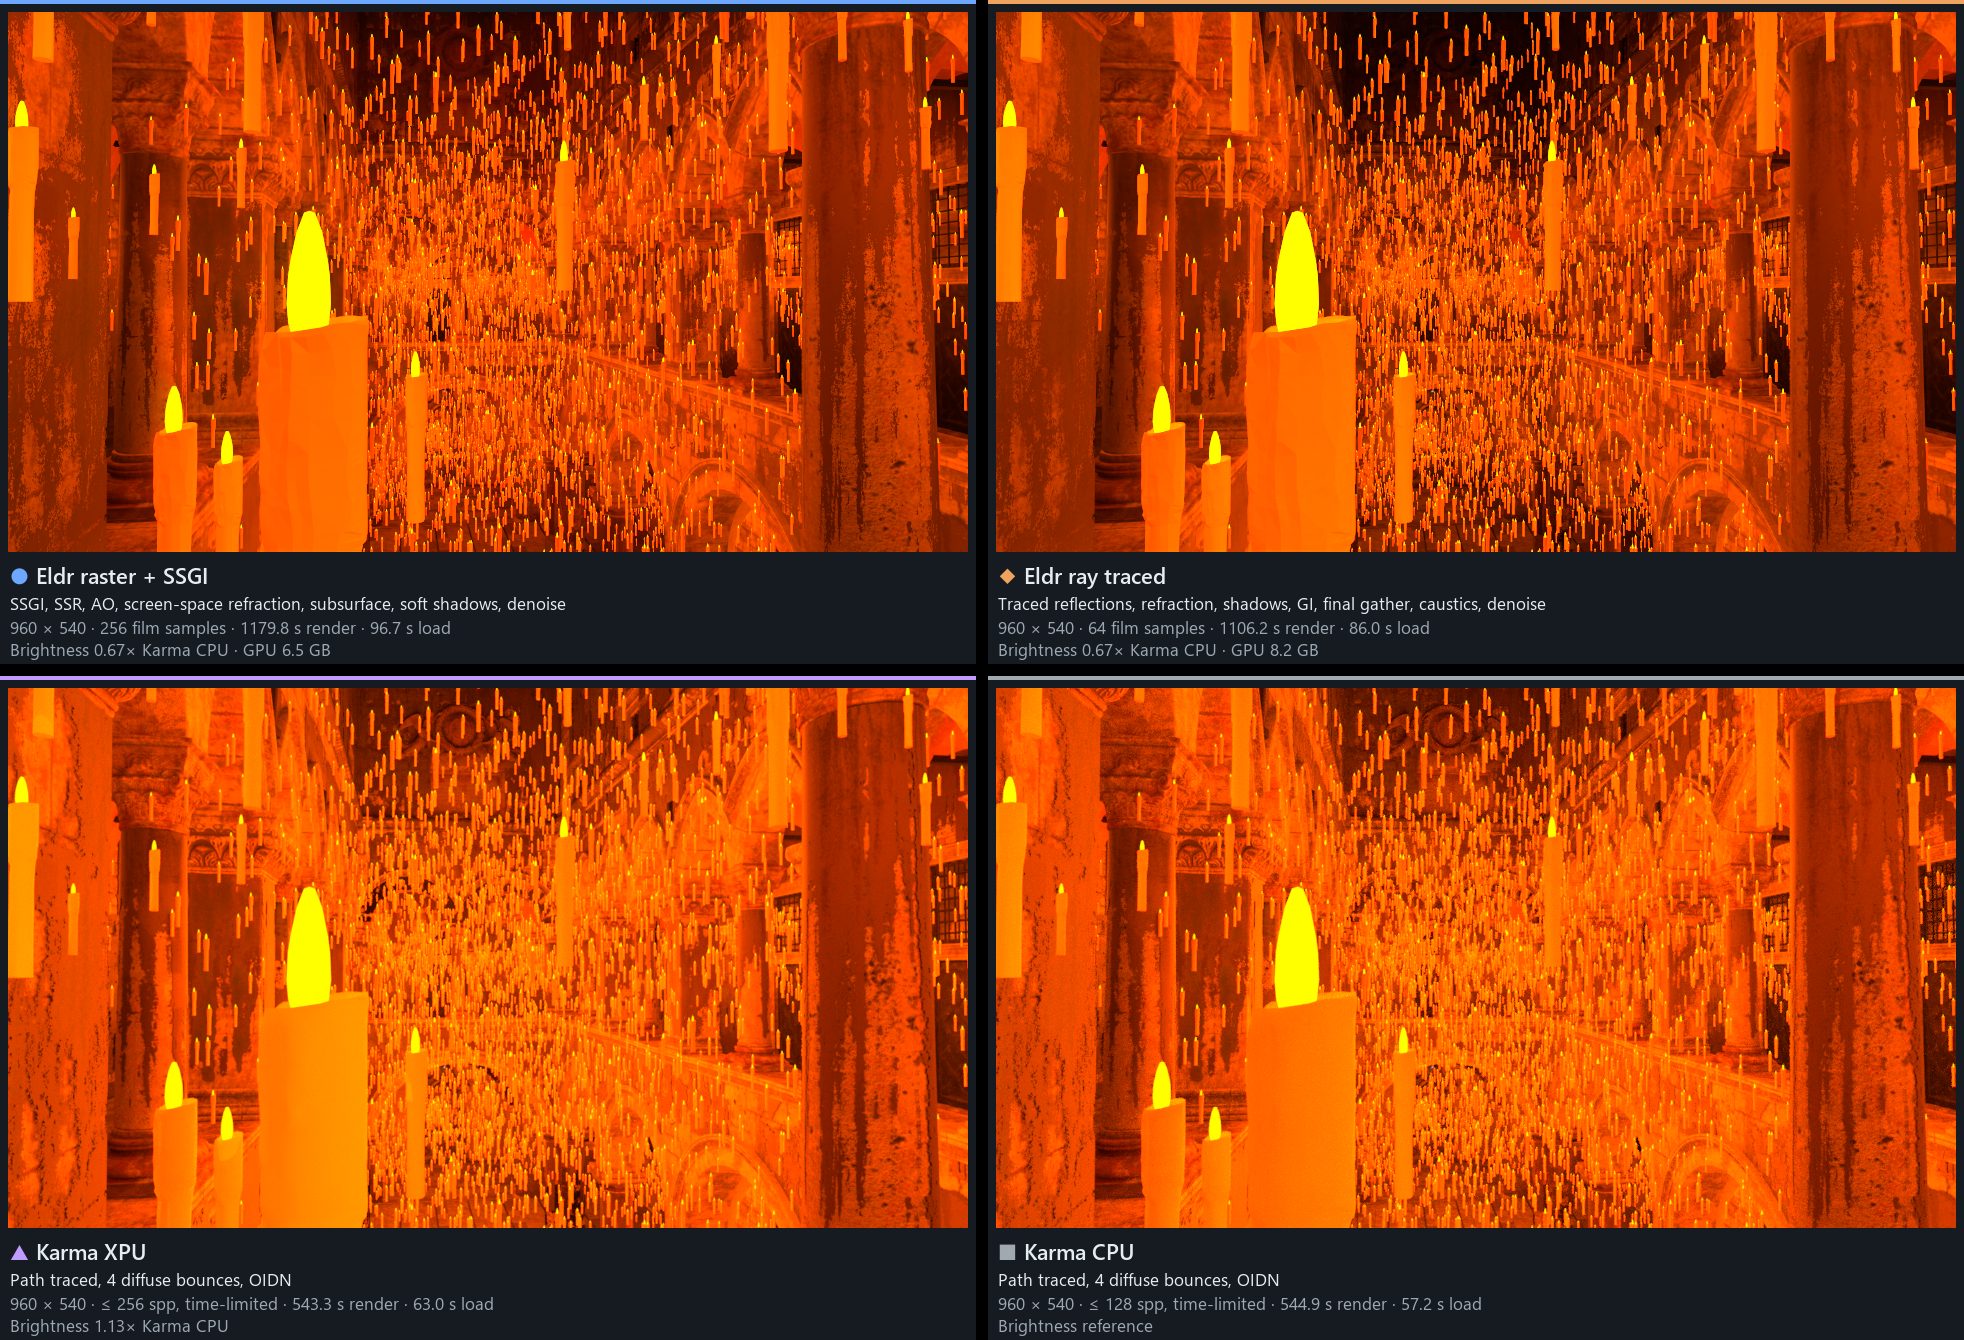 Eldr raster + SSGI
SSGI, SSR, AO, screen-space refraction, subsurface, soft shadows, denoise
960 × 540 · 256 film samples · 1179.8 s render · 96.7 s load
Brightness 0.67× Karma CPU · GPU 6.5 GB
Eldr ray traced
Traced reflections, refraction, shadows, GI, final gather, caustics, denoise
960 × 540 · 64 film samples · 1106.2 s render · 86.0 s load
Brightness 0.67× Karma CPU · GPU 8.2 GB
Karma XPU
Path traced, 4 diffuse bounces, OIDN
960 × 540 · ≤ 256 spp, time-limited · 543.3 s render · 63.0 s load
Brightness 1.13× Karma CPU
Karma CPU
Path traced, 4 diffuse bounces, OIDN
960 × 540 · ≤ 128 spp, time-limited · 544.9 s render · 57.2 s load
Brightness reference